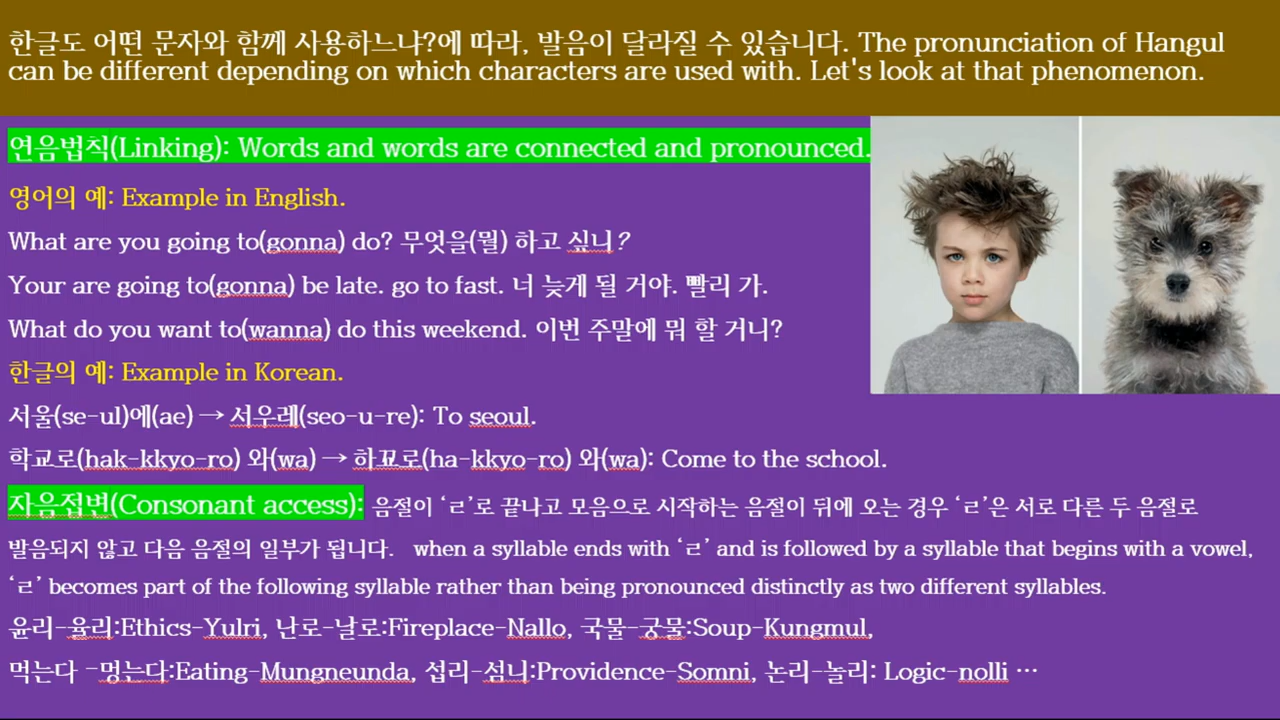 한글도 어떤 문자와 함께 사용하느냐?에 따라, 발음이 달라질 수 있습니다. The pronunciation of Hangul
can be different depending on which characters are used with. Let's look at that phenomenon.
연음법칙(Linking): Words and words are connected and pronounced.
영어의 예: Example in English.
What are you going to(gonna) do? 무엇을(뭘) 하고 싶니?
Your are going to(gonna) be late. go to fast. 너 늦게 될 거야. 빨리 가.
What do you want to(wanna) do this weekend. 이번 주말에 뭐 할 거니?
한글의 예: Example in Korean.
서울(se-ul)에(ae) → 서우레(seo-u-re): To seoul.
학교로(hak-kkyo-ro) 와(wa) → 하꾜로(ha-kkyo-ro) 와(wa): Come to the school.
자음접변(Consonant access): 음절이 ‘ㄹ’로 끝나고 모음으로 시작하는 음절이 뒤에 오는 경우 ‘ㄹ’은 서로 다른 두 음절로
발음되지 않고 다음 음절의 일부가 됩니다. when a syllable ends with ‘ㄹ’ and is followed by a syllable that begins with a vowel,
‘ㄹ’ becomes part of the following syllable rather than being pronounced distinctly as two different syllables.
윤리-율리:Ethics-Yulri, 난로-날로:Fireplace-Nallo, 국물-궁물:Soup-Kungmul,
먹는다 -멍는다:Eating-Mungneunda, 섭리-섬니:Providence-Somni, 논리-놀리: Logic-nolli ⋯